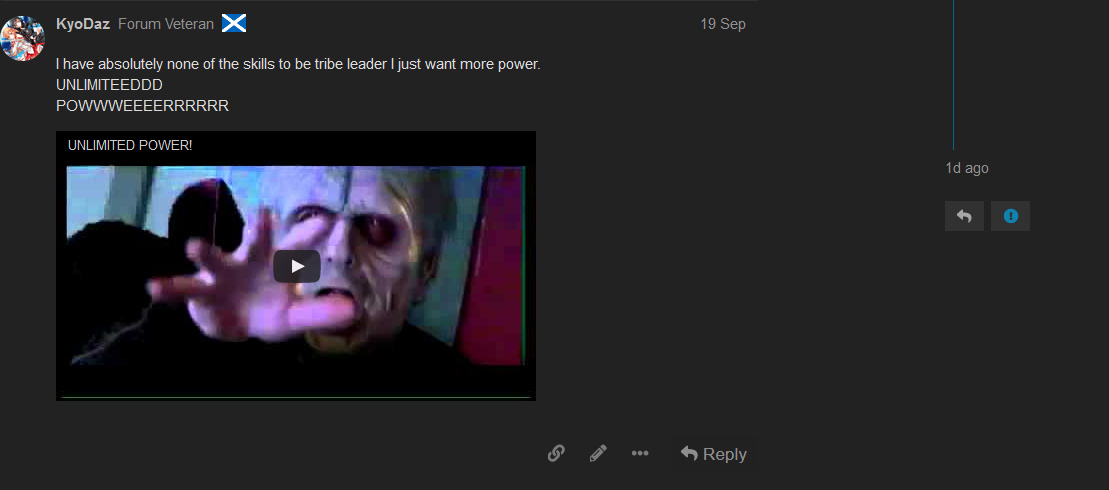 KyoDaz Forum Veteran 19 Sep
I have absolutely none of the skills to be tribe leader I just want more power.
UNLIMITEEDDD
POWWWEEEERRRRRR
UNLIMITED POWER!
1d ago
Reply